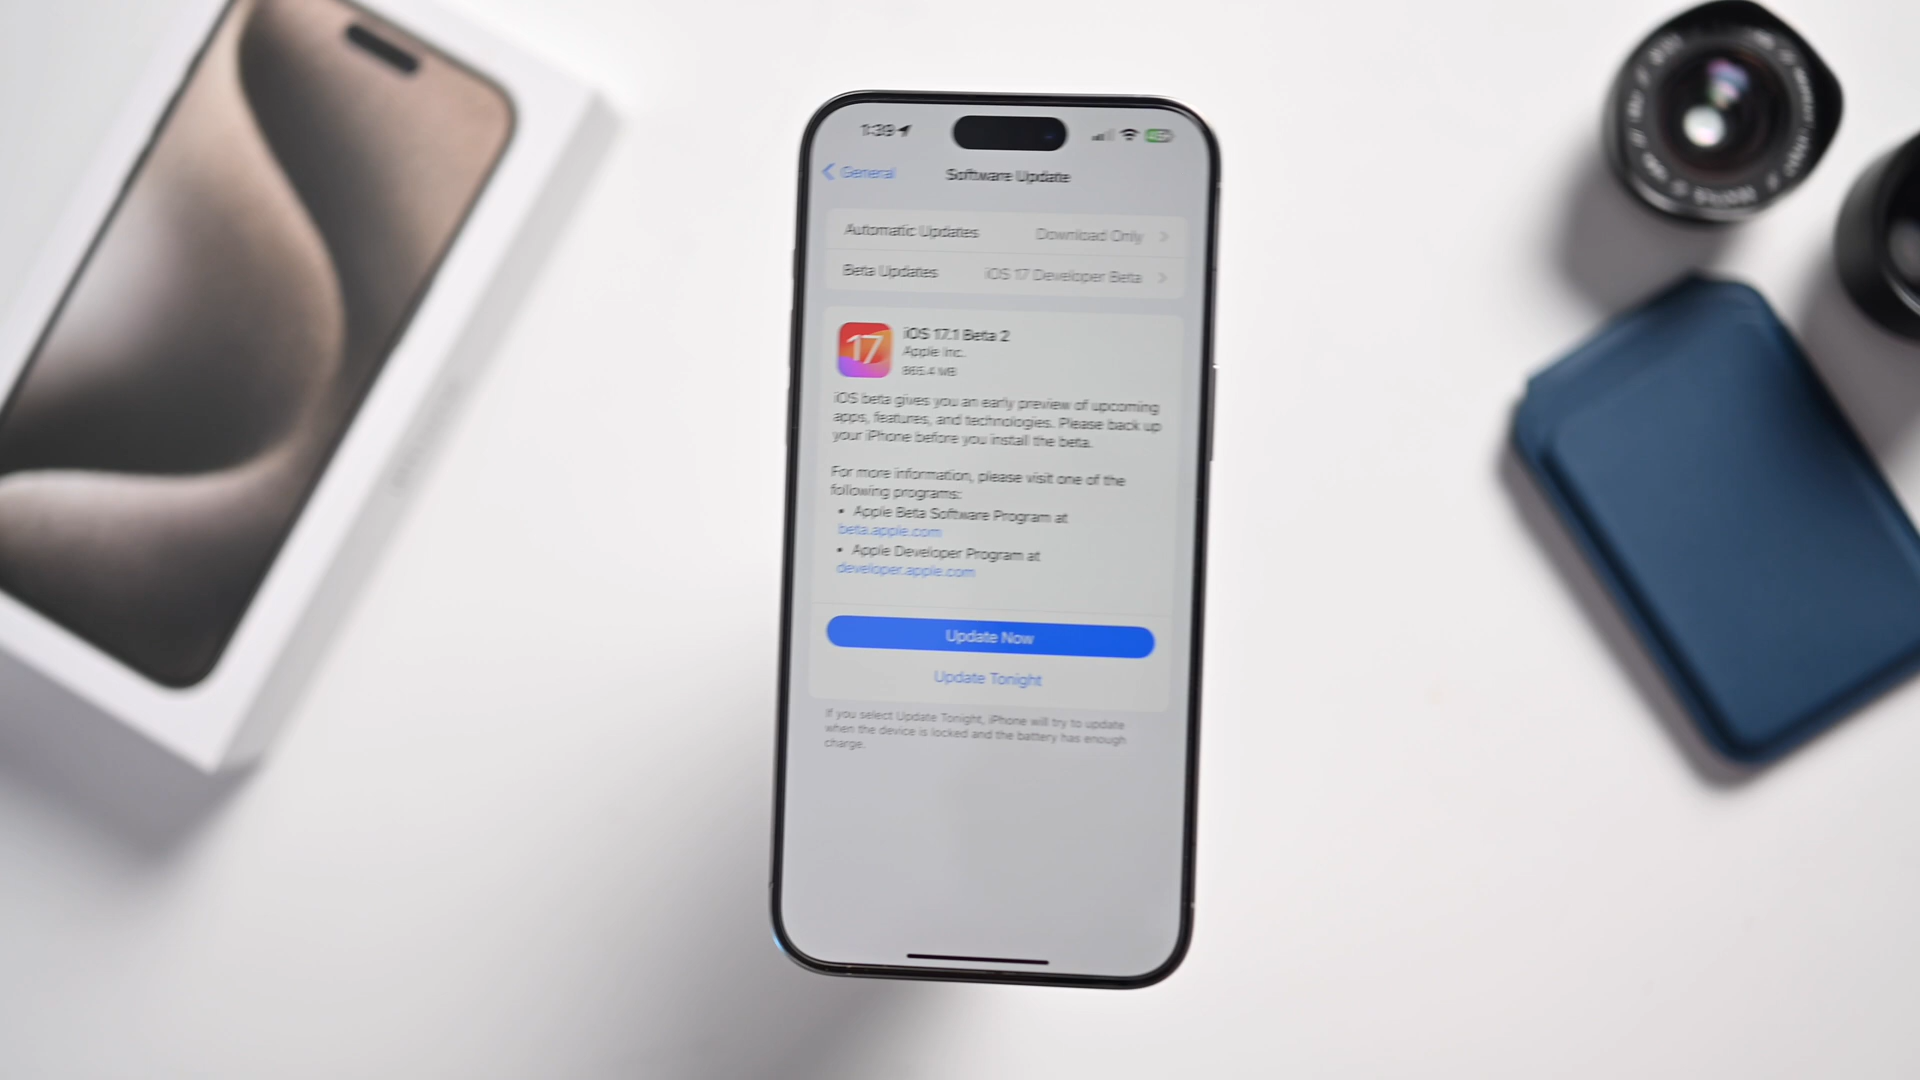 1:39
General
Software Update
Automatic Updates Download Only
Beta Updates iOS 17 Developer Beta
17
iOS 17.1 Beta 2
Apple Inc.
865.4 MB
iOS beta gives you an early preview of upcoming
apps, features, and technologies. Please back up
your iPhone before you install the beta.
For more information, please visit one of the
following programs:
• Apple Beta Software Program at
beta.apple.com
• Apple Developer Program at
developer.apple.com
Update Now
Update Tonight
If you select Update Tonight, iPhone will try to update
when the device is locked and the battery has enough
charge.